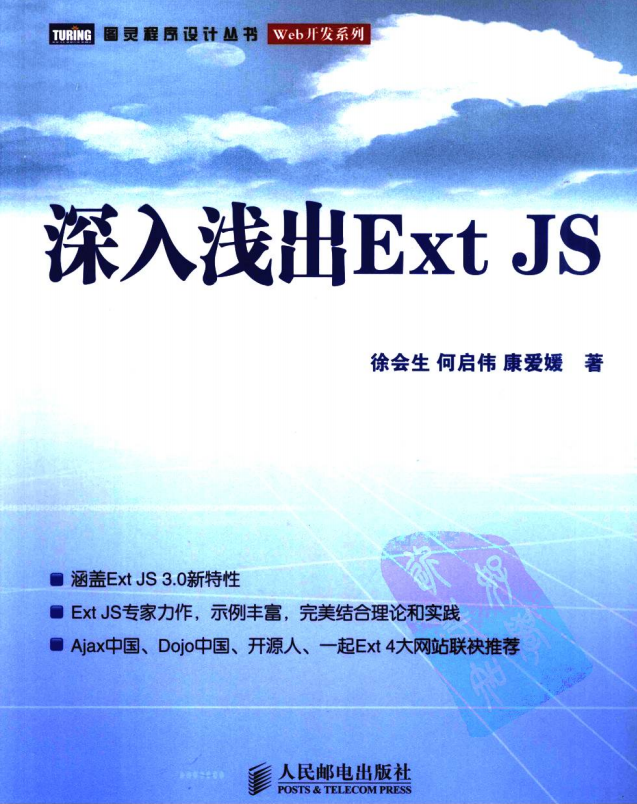 TURING 图灵程序设计丛书 Web开发系列
深入浅出Ext JS
徐会生 何启伟 康爱媛 著
涵盖Ext JS 3.0新特性
Ext JS专家力作，示例丰富，完美结合理论和实践
Ajax中国、Dojo中国、开源人、一起Ext 4大网站联袂推荐
人民邮电出版社
POSTS & TELECOM PRESS